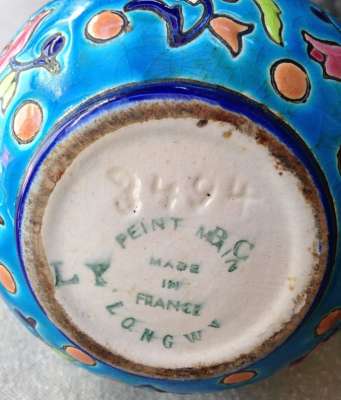 3494
PEINT MAIN
B.C
MADE
IN
FRANCE
LONGWY